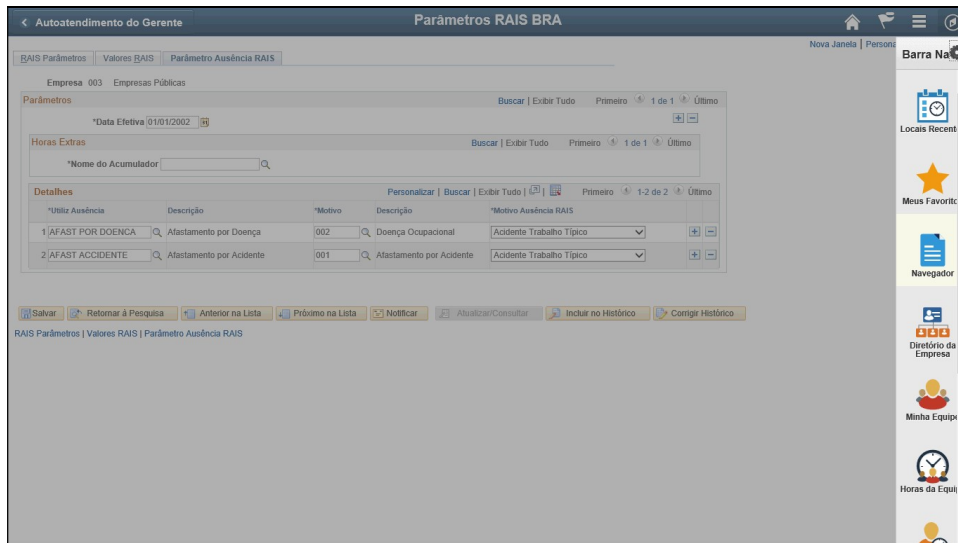 Autoatendimento do Gerente
Parâmetros RAIS BRA
Nova Janela | Persona
Barra Na
RAIS Parâmetros
Valores RAIS
Parâmetro Ausência RAIS
Empresa 003 Empresas Públicas
Parâmetros
Buscar | Exibir Tudo Primeiro 1 de 1 Último
*Data Efetiva 01/01/2002
Horas Extras
Buscar | Exibir Tudo Primeiro 1 de 1 Último
*Nome do Acumulador
Detalhes
Personalizar | Buscar | Exibir Tudo | Primeiro 1-2 de 2 Último
*Utiliz Ausência Descrição *Motivo Descrição *Motivo Ausência RAIS
1 AFAST POR DOENCA Afastamento por Doença 002 Doença Ocupacional Acidente Trabalho Típico
2 AFAST ACCIDENTE Afastamento por Acidente 001 Afastamento por Acidente Acidente Trabalho Típico
Salvar
Retornar à Pesquisa
Anterior na Lista
Próximo na Lista
Notificar
Atualizar/Consultar
Incluir no Histórico
Corrigir Histórico
RAIS Parâmetros | Valores RAIS | Parâmetro Ausência RAIS
Locais Recent
Meus Favorito
Navegador
Diretório da
Empresa
Minha Equipe
Horas da Equi